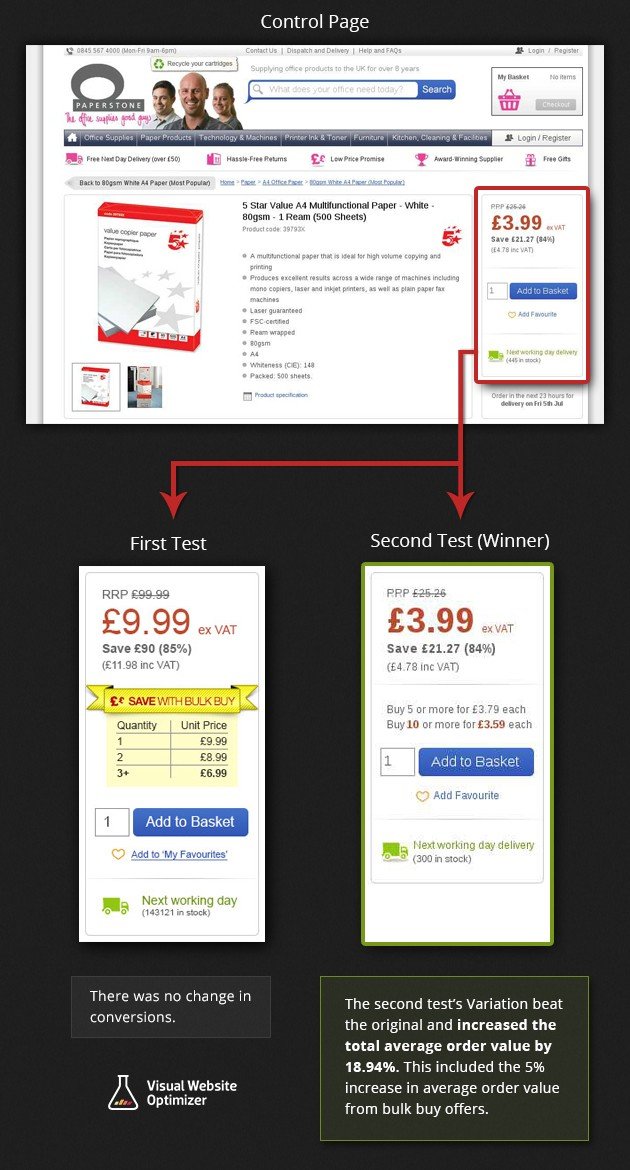 Control Page
0845 567 4000 (Mon-Fri 9am-6pm)
Contact Us | Dispatch and Delivery | Help and FAQs
Login / Register
Recycle your cartridges
Supplying office products to the UK for over 8 years
My Basket No items
What does your office need today? Search
Checkout
PAPERSTONE
The office supplies good guys
Office Supplies Paper Products Technology & Machines Printer Ink & Toner Furniture Kitchen, Cleaning & Facilities Login / Register
Free Next Day Delivery (over £50) Hassle-Free Returns Low Price Promise Award-Winning Supplier Free Gifts
Back to 80gsm White A4 Paper (Most Popular)
Home > Paper > A4 Office Paper > 80gsm White A4 Paper (Most Popular)
5 Star Value A4 Multifunctional Paper - White -
80gsm - 1 Ream (500 Sheets)
Product code: 39793X
value copier paper
5
A multifunctional paper that is ideal for high volume copying and
printing
Produces excellent results across a wide range of machines including
mono copiers, laser and inkjet printers, as well as plain paper fax
machines
Laser guaranteed
FSC-certified
Ream wrapped
80gsm
A4
Whiteness (CIE): 148
Packed: 500 sheets.
Product specification
RRP £25.26
£3.99 ex VAT
Save £21.27 (84%)
(£4.78 inc VAT)
1 Add to Basket
Add Favourite
Next working day delivery
(445 in stock)
Order in the next 23 hours for
delivery on Fri 5th Jul
First Test
RRP £99.99
£9.99 ex VAT
Save £90 (85%)
(£11.98 inc VAT)
££ SAVE WITH BULK BUY
Quantity Unit Price
1 £9.99
2 £8.99
3+ £6.99
1 Add to Basket
Add to 'My Favourites'
Next working day
(143121 in stock)
There was no change in
conversions.
Visual Website
Optimizer
Second Test (Winner)
RRP £25.26
£3.99 ex VAT
Save £21.27 (84%)
(£4.78 inc VAT)
Buy 5 or more for £3.79 each
Buy 10 or more for £3.59 each
1 Add to Basket
Add Favourite
Next working day delivery
(300 in stock)
The second test's Variation beat
the original and increased the
total average order value by
18.94%. This included the 5%
increase in average order value
from bulk buy offers.